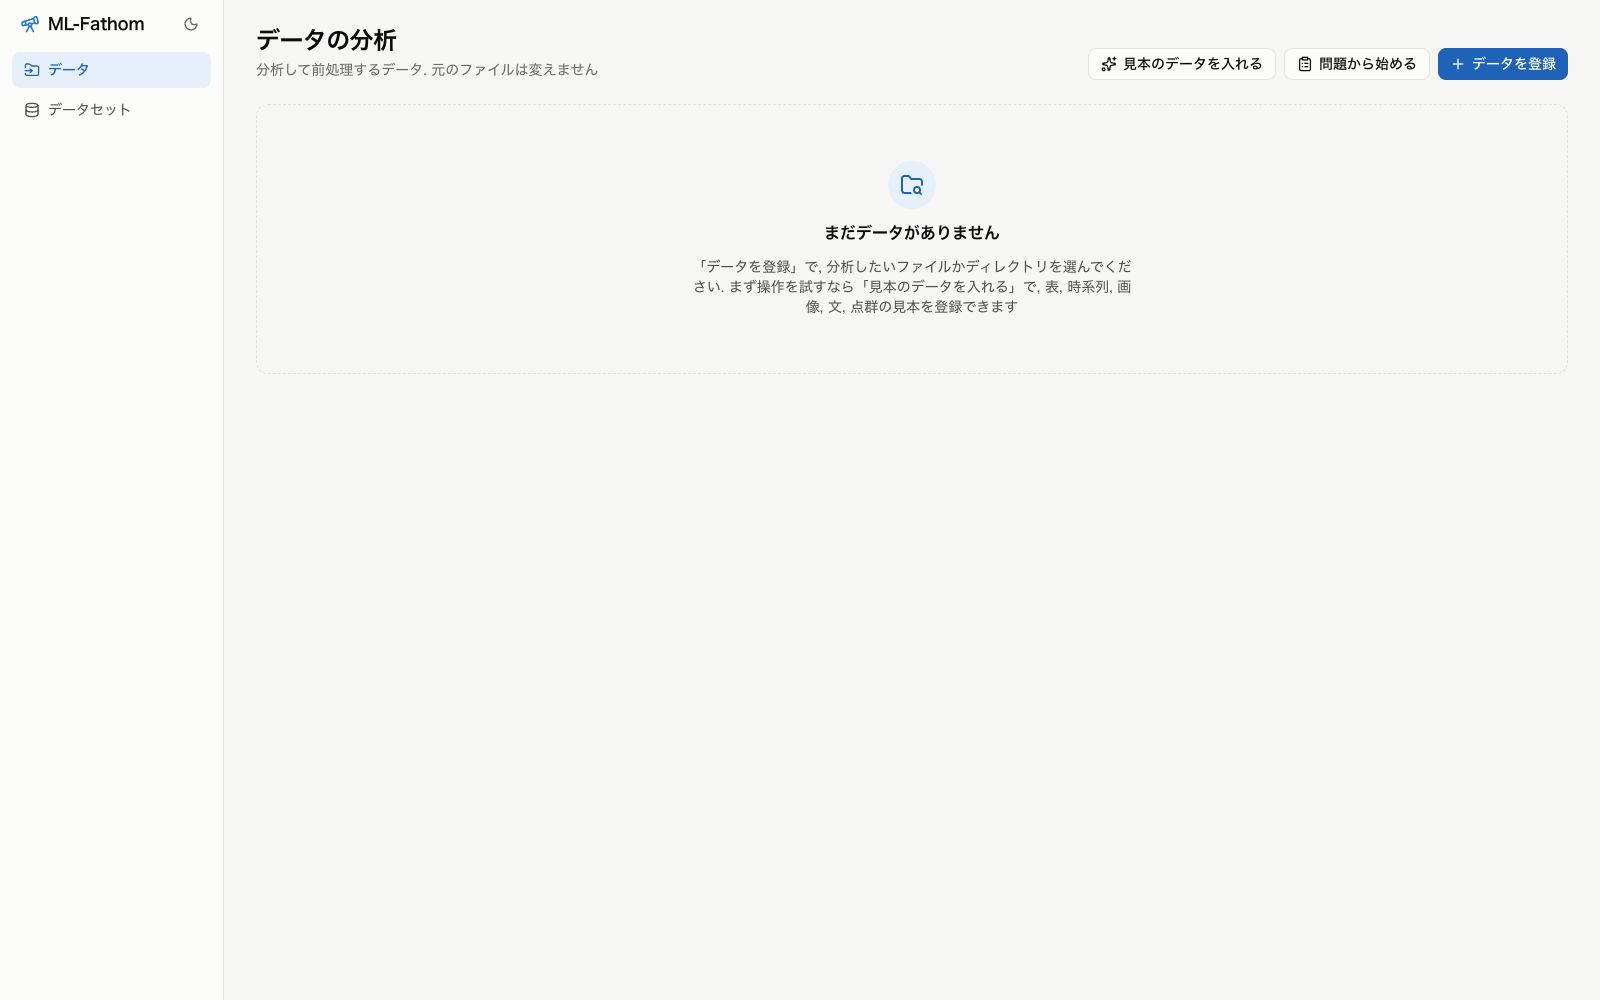 ML-Fathom
データ
データセット
データの分析
分析して前処理するデータ. 元のファイルは変えません
見本のデータを入れる
問題から始める
データを登録
まだデータがありません
「データを登録」で, 分析したいファイルかディレクトリを選んでくだ
さい. まず操作を試すなら「見本のデータを入れる」で, 表, 時系列, 画
像, 文, 点群の見本を登録できます